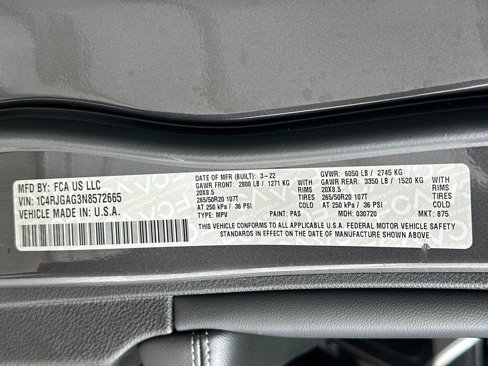 MFD BY: FCA US LLC
VIN: 1C4RJGAG3N8572665
VEHICLE MADE IN: U.S.A.
DATE OF MFR (BUILT): 3-22 GVWR: 6050 LB / 2745 KG
GAWR FRONT: 2800 LB / 1271 KG WITH GAWR REAR: 3350 LB / 1520 KG WITH
20X8.5 RIMS 20X8.5 RIMS
265/50R20 107T TIRES 265/50R20 107T TIRES
AT 250 kPa / 36 PSI COLD AT 250 kPa / 36 PSI COLD
TYPE: MPV PAINT: PAS MDH: 030720 MKT: 875
THIS VEHICLE CONFORMS TO ALL APPLICABLE U.S.A. FEDERAL MOTOR VEHICLE SAFETY
STANDARDS IN EFFECT ON THE DATE OF MANUFACTURE SHOWN ABOVE.